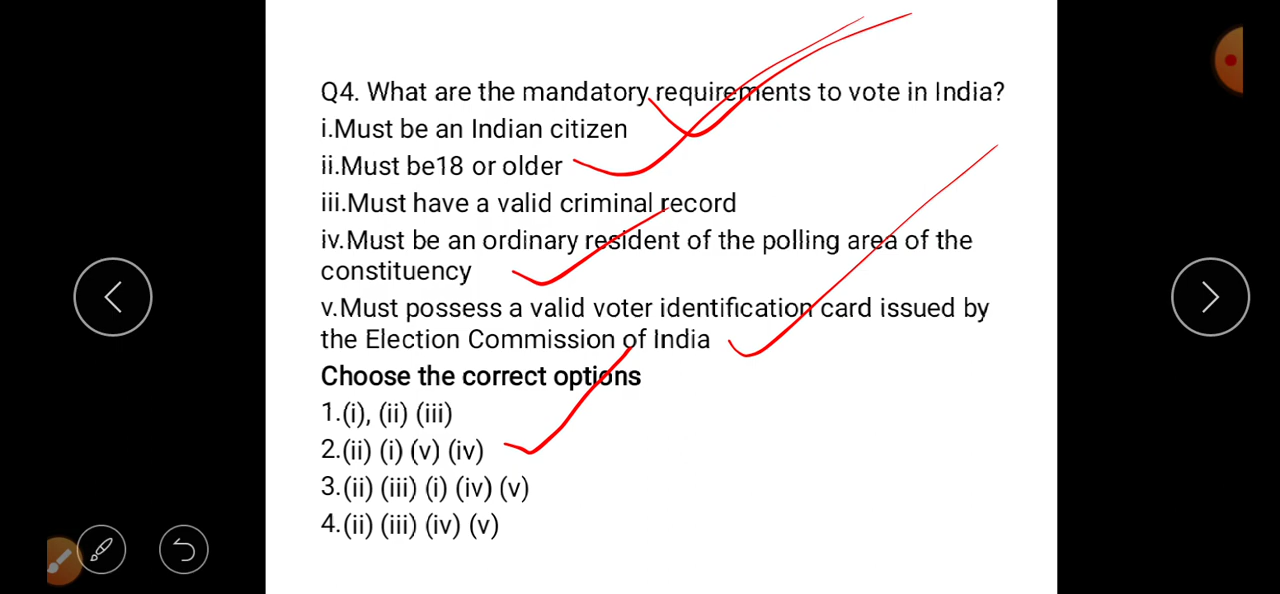 Q4. What are the mandatory requirements to vote in India?
i.Must be an Indian citizen
ii.Must be18 or older
iii.Must have a valid criminal record
iv.Must be an ordinary resident of the polling area of the
constituency
v.Must possess a valid voter identification card issued by
the Election Commission of India
Choose the correct options
1.(i), (ii) (iii)
2.(ii) (i) (v) (iv)
3.(ii) (iii) (i) (iv) (v)
4.(ii) (iii) (iv) (v)